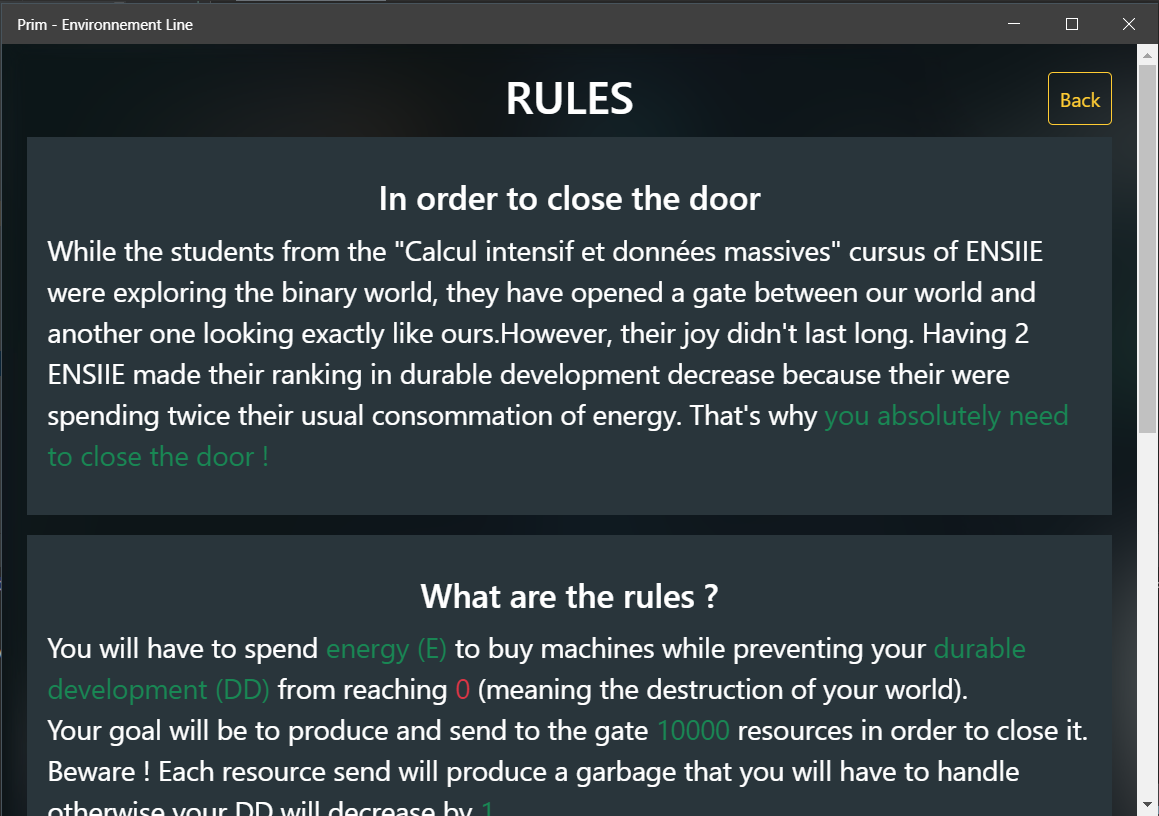 Prim - Environnement Line
RULES
Back
In order to close the door
While the students from the "Calcul intensif et données massives" cursus of ENSIIE
were exploring the binary world, they have opened a gate between our world and
another one looking exactly like ours.However, their joy didn't last long. Having 2
ENSIIE made their ranking in durable development decrease because their were
spending twice their usual consommation of energy. That's why you absolutely need
to close the door !
What are the rules ?
You will have to spend energy (E) to buy machines while preventing your durable
development (DD) from reaching 0 (meaning the destruction of your world).
Your goal will be to produce and send to the gate 10000 resources in order to close it.
Beware ! Each resource send will produce a garbage that you will have to handle
otherwise your DD will decrease by 1